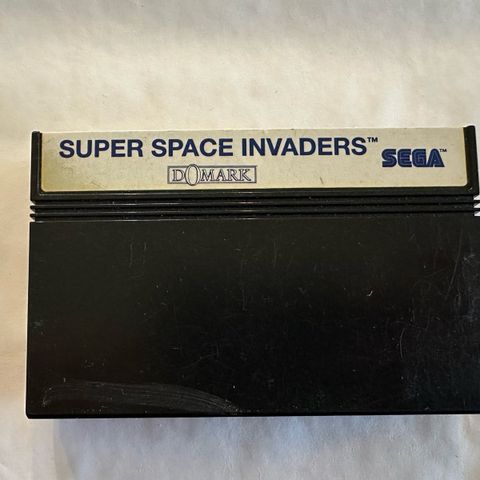 SUPER SPACE INVADERS™ SEGA™
DOMARK